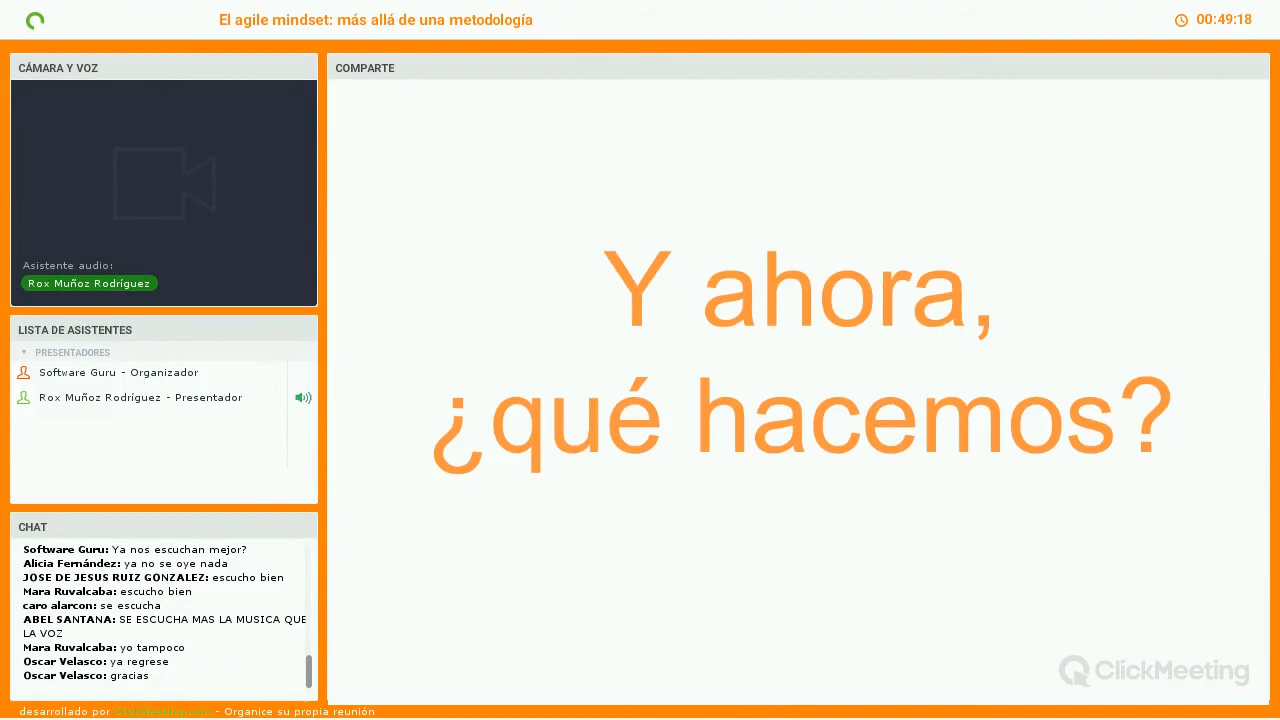 El agile mindset: más allá de una metodología
00:49:18
CÁMARA Y VOZ
Asistente audio:
Rox Muñoz Rodríguez
LISTA DE ASISTENTES
PRESENTADORES
Software Guru - Organizador
Rox Muñoz Rodríguez - Presentador
CHAT
Software Guru: Ya nos escuchan mejor?
Alicia Fernández: ya no se oye nada
JOSE DE JESUS RUIZ GONZALEZ: escucho bien
Mara Ruvalcaba: escucho bien
caro alarcon: se escucha
ABEL SANTANA: SE ESCUCHA MAS LA MUSICA QUE
LA VOZ
Mara Ruvalcaba: yo tampoco
Oscar Velasco: ya regrese
Oscar Velasco: gracias
COMPARTE
Y ahora,
¿qué hacemos?
ClickMeeting
desarrollado por ClickMeeting.com - Organice su propia reunión